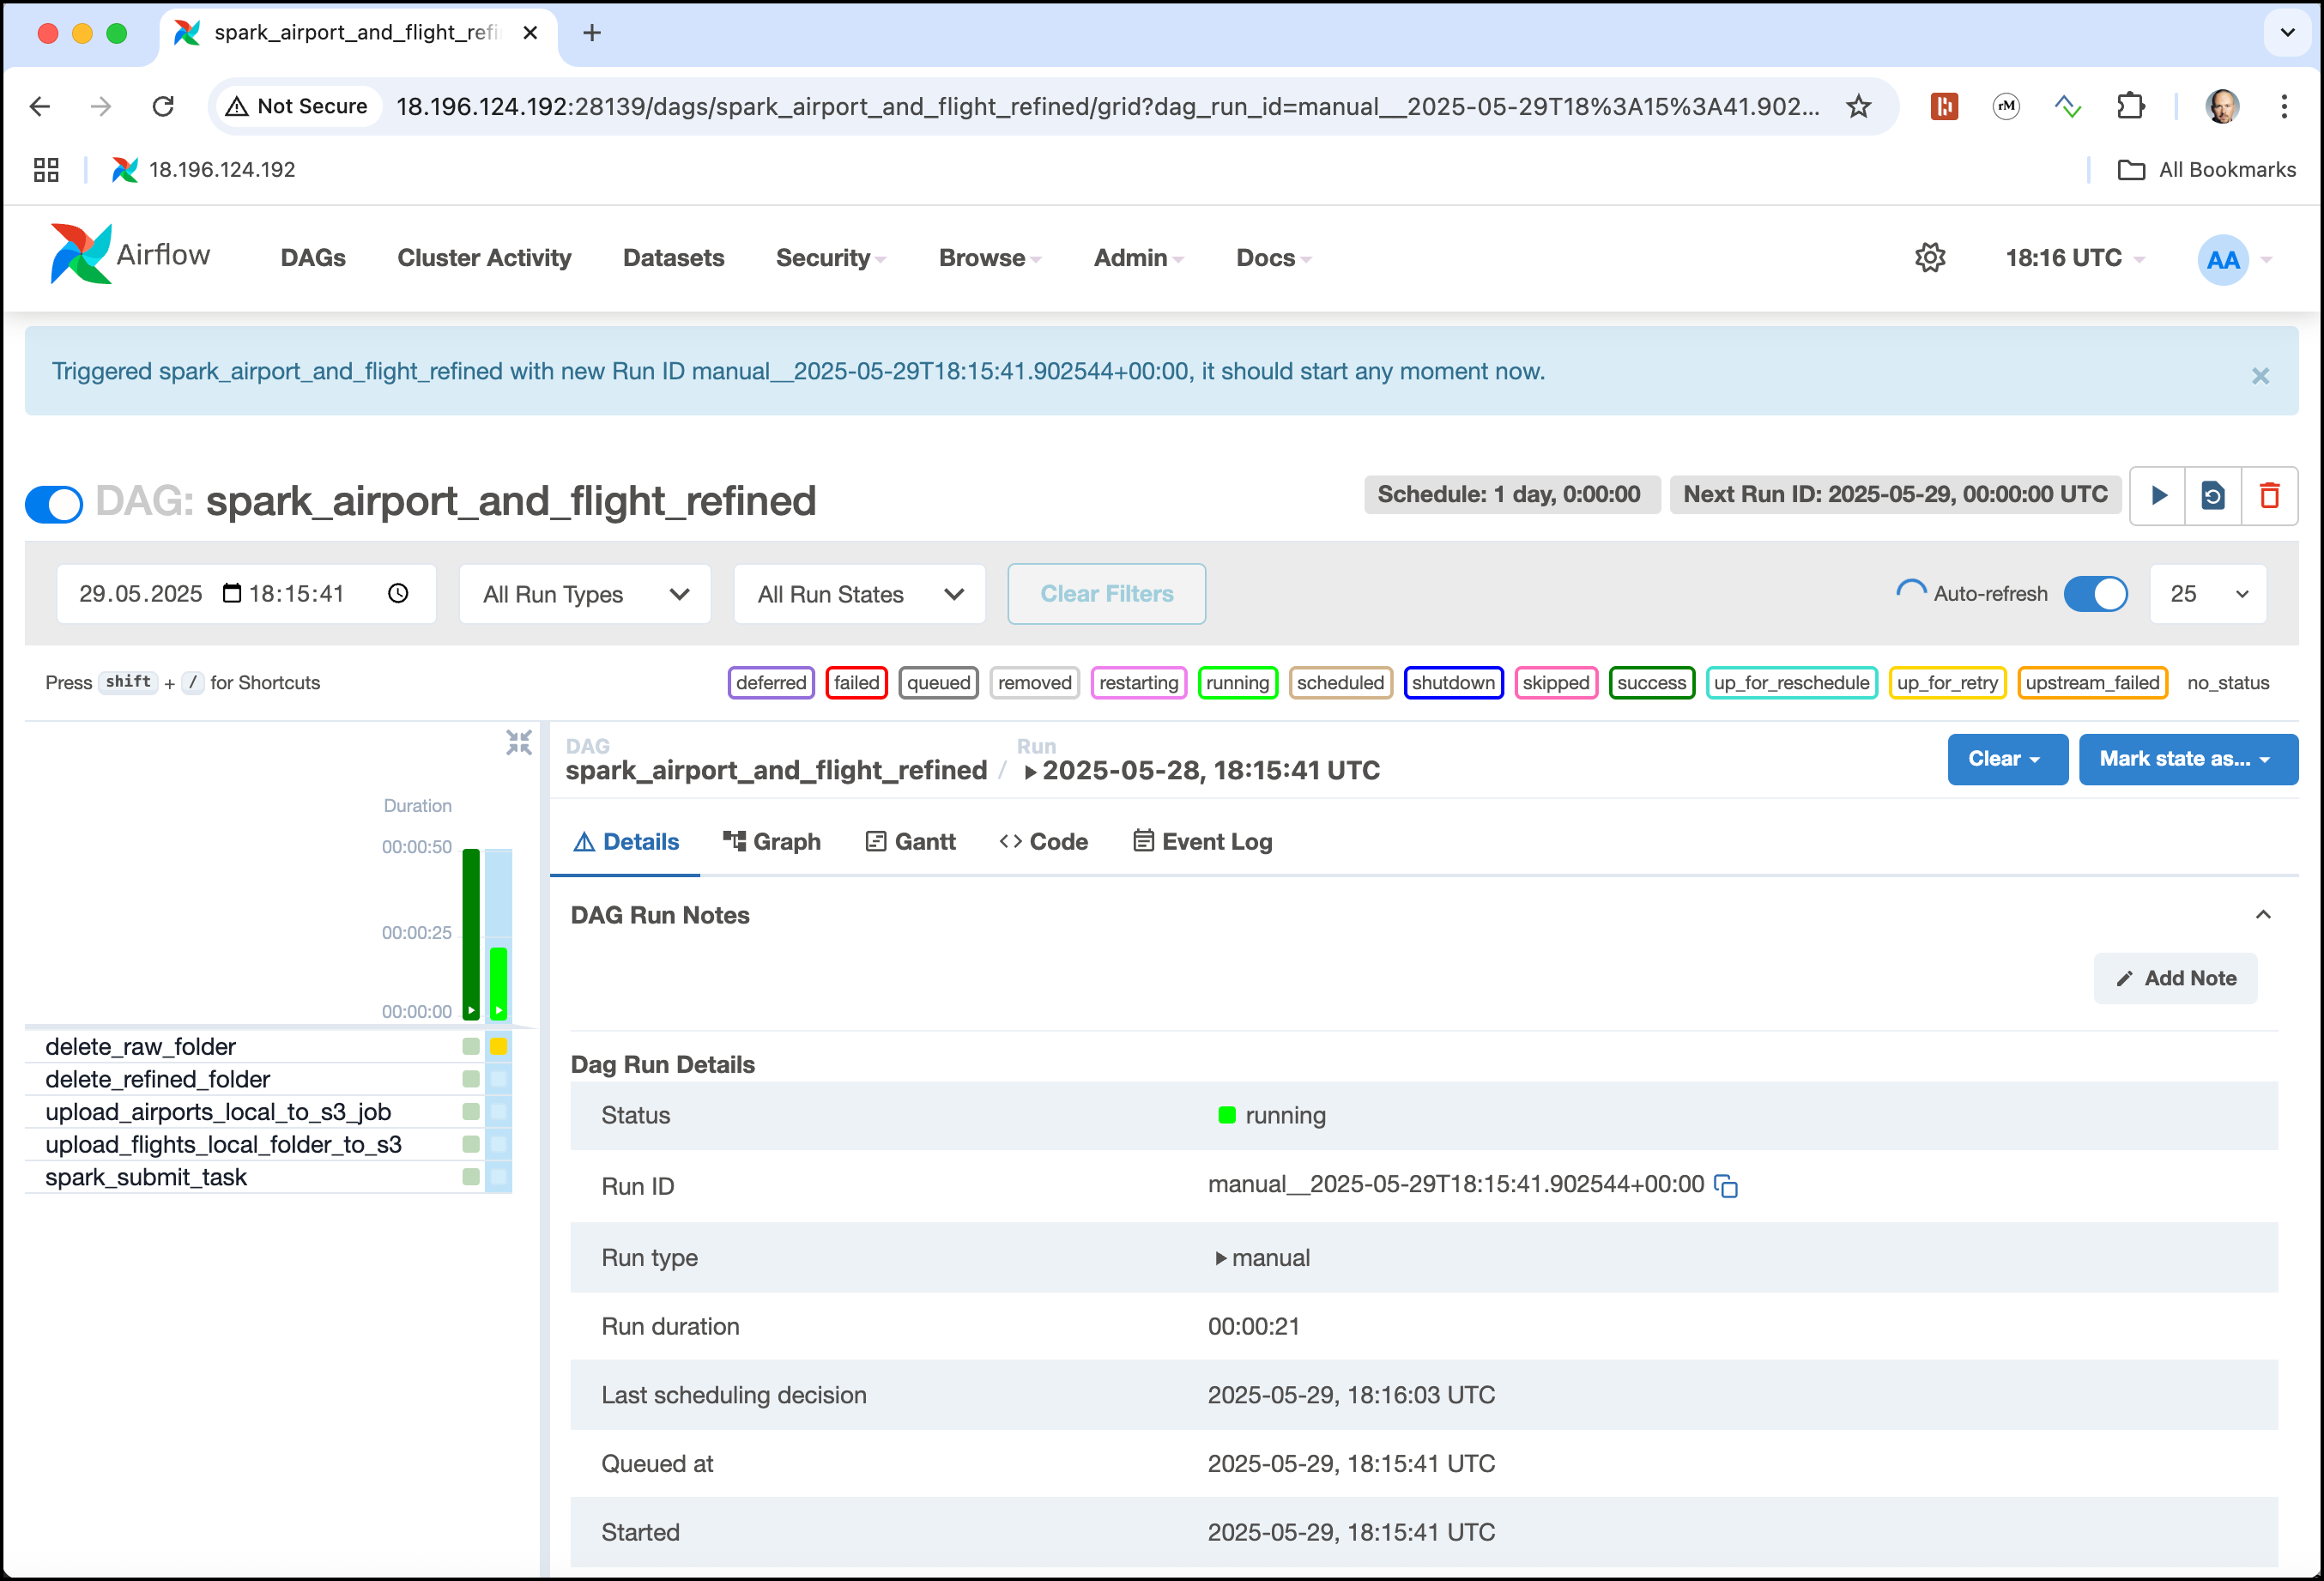 spark_airport_and_flight_refi
Not Secure 18.196.124.192:28139/dags/spark_airport_and_flight_refined/grid?dag_run_id=manual__2025-05-29T18%3A15%3A41.902... rM
18.196.124.192 All Bookmarks
Airflow DAGs Cluster Activity Datasets Security Browse Admin Docs 18:16 UTC AA
Triggered spark_airport_and_flight_refined with new Run ID manual__2025-05-29T18:15:41.902544+00:00, it should start any moment now. ×
DAG: spark_airport_and_flight_refined Schedule: 1 day, 0:00:00 Next Run ID: 2025-05-29, 00:00:00 UTC
29.05.2025 18:15:41 All Run Types All Run States Clear Filters Auto-refresh 25
Press shift + / for Shortcuts deferred failed queued removed restarting running scheduled shutdown skipped success up_for_reschedule up_for_retry upstream_failed no_status
DAG Run
spark_airport_and_flight_refined / 2025-05-28, 18:15:41 UTC Clear Mark state as...
Duration
00:00:50
00:00:25
00:00:00
delete_raw_folder
delete_refined_folder
upload_airports_local_to_s3_job
upload_flights_local_folder_to_s3
spark_submit_task
Details Graph Gantt Code Event Log
DAG Run Notes
Add Note
Dag Run Details
Status running
Run ID manual__2025-05-29T18:15:41.902544+00:00
Run type manual
Run duration 00:00:21
Last scheduling decision 2025-05-29, 18:16:03 UTC
Queued at 2025-05-29, 18:15:41 UTC
Started 2025-05-29, 18:15:41 UTC